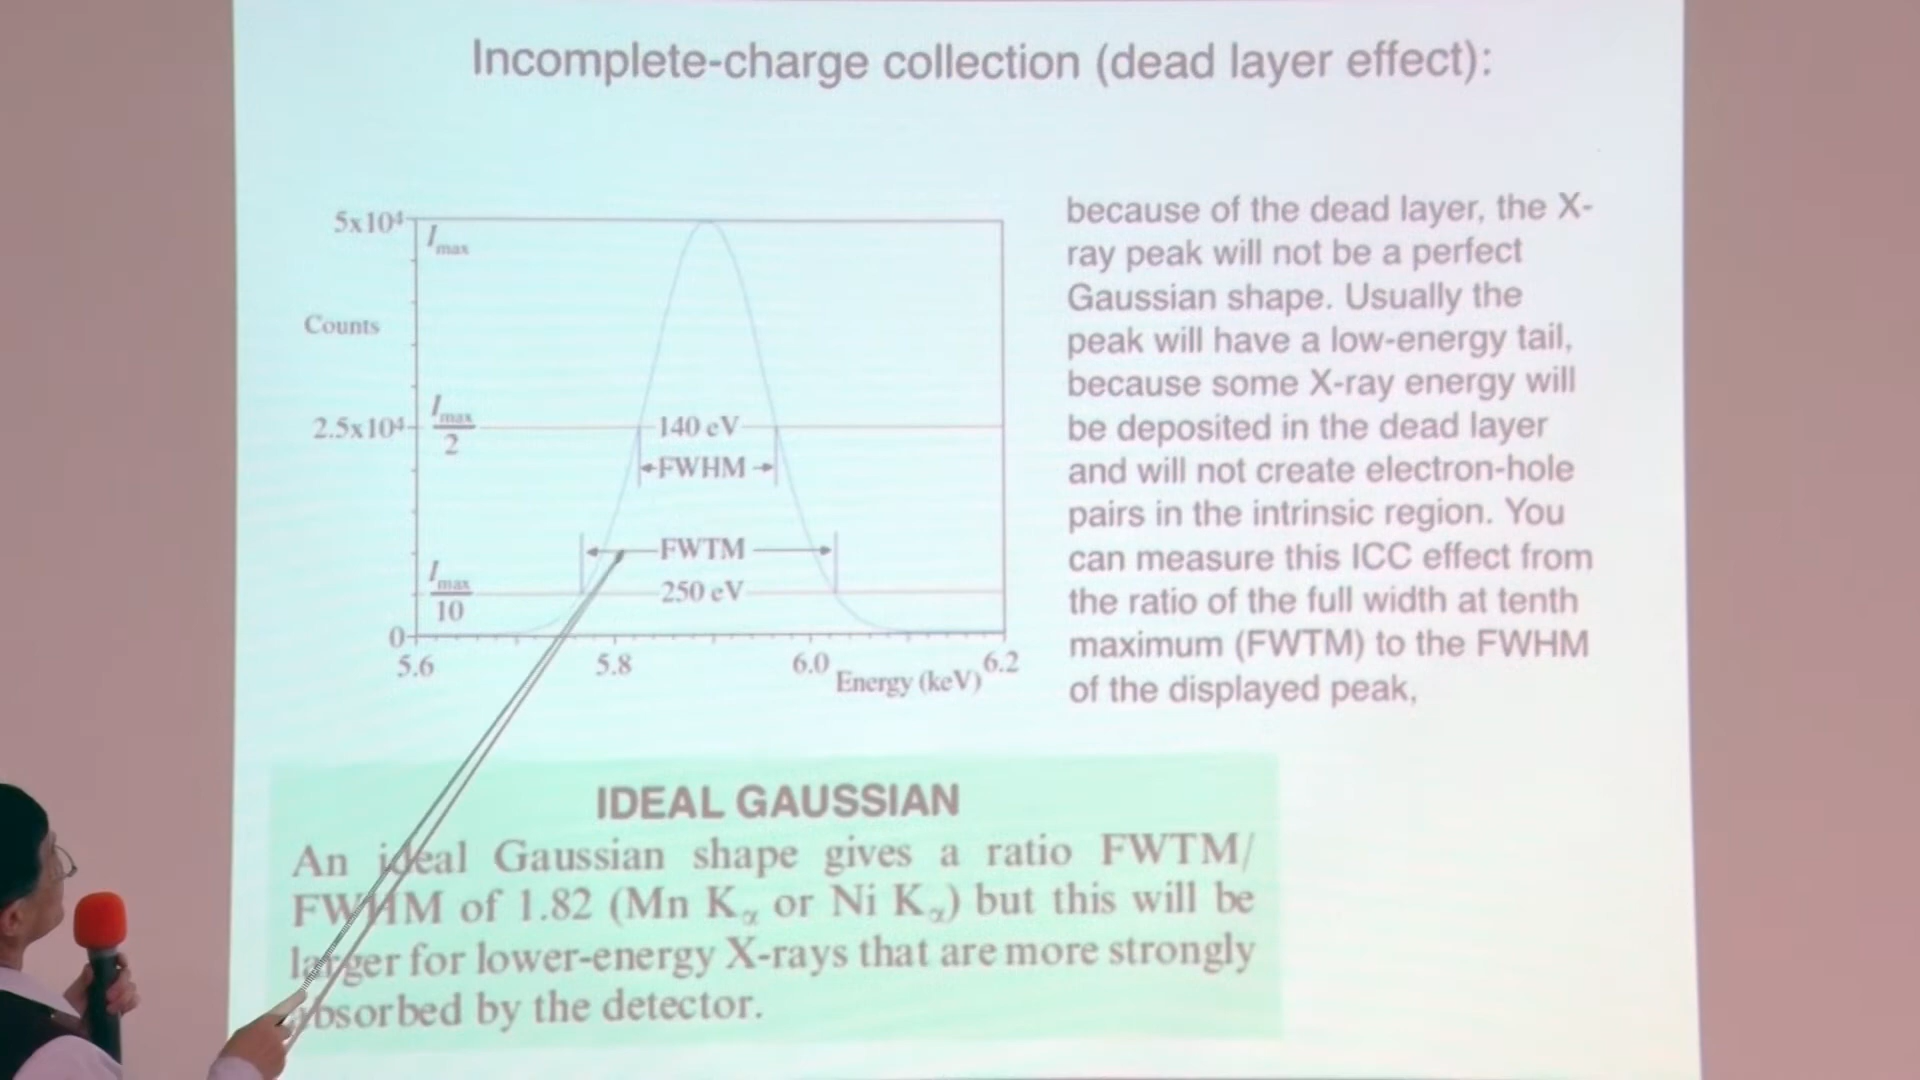 Incomplete-charge collection (dead layer effect):
5x10⁴
Imax
Counts
2.5x10⁴
Imax
2
140 eV
FWHM
FWTM
250 eV
Imax
10
0
5.6
5.8
6.0
6.2
Energy (keV)
because of the dead layer, the X-
ray peak will not be a perfect
Gaussian shape. Usually the
peak will have a low-energy tail,
because some X-ray energy will
be deposited in the dead layer
and will not create electron-hole
pairs in the intrinsic region. You
can measure this ICC effect from
the ratio of the full width at tenth
maximum (FWTM) to the FWHM
of the displayed peak,
IDEAL GAUSSIAN
An ideal Gaussian shape gives a ratio FWTM/
FWHM of 1.82 (Mn Kα or Ni Kα) but this will be
larger for lower-energy X-rays that are more strongly
absorbed by the detector.